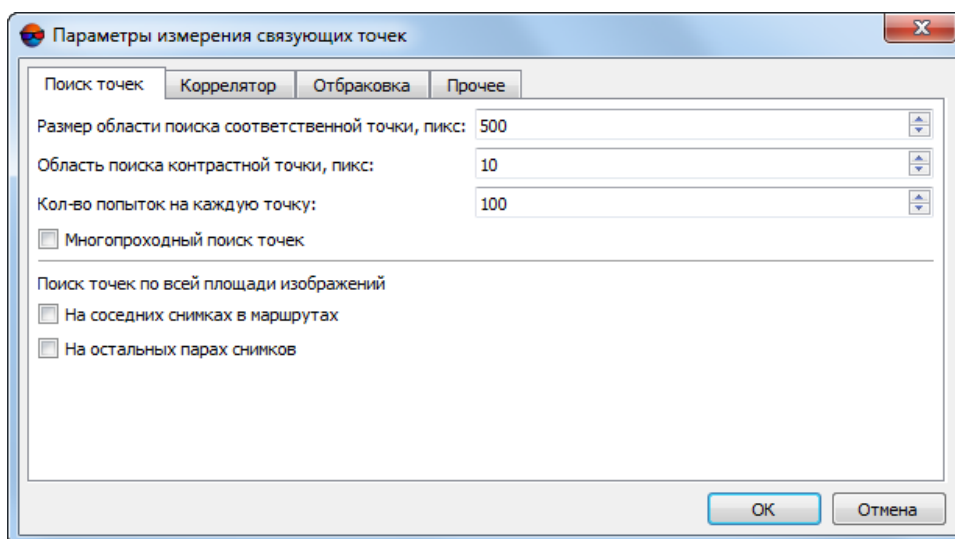 Параметры измерения связующих точек
Поиск точек Коррелятор Отбраковка Прочее
Размер области поиска соответственной точки, пикс: 500
Область поиска контрастной точки, пикс: 10
Кол-во попыток на каждую точку: 100
Многопроходный поиск точек
Поиск точек по всей площади изображений
На соседних снимках в маршрутах
На остальных парах снимков
ОК Отмена